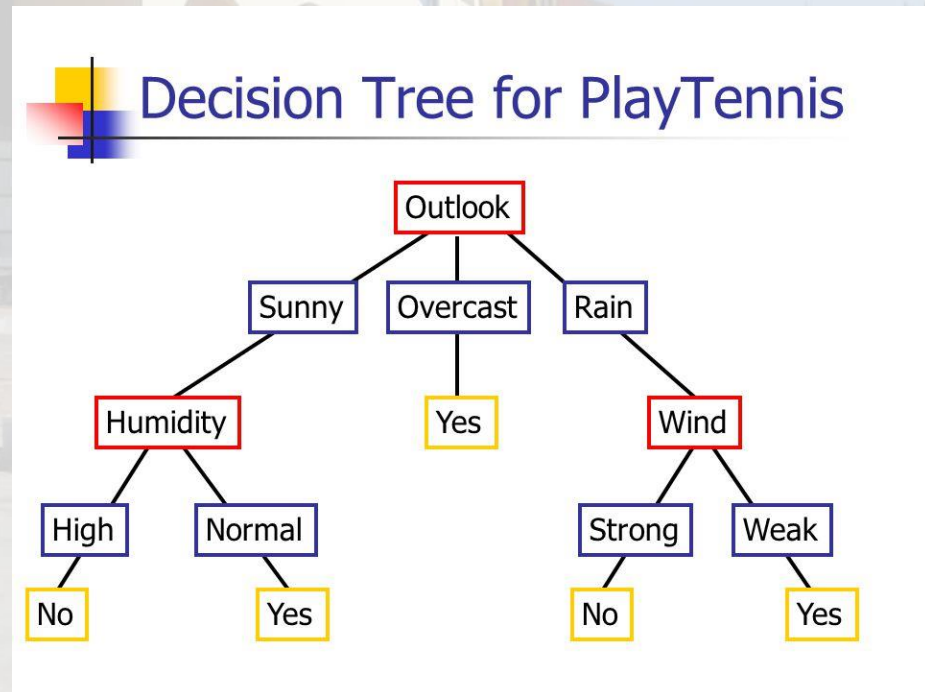 Decision Tree for PlayTennis
Outlook
Sunny Overcast Rain
Humidity Yes Wind
High Normal Strong Weak
No Yes No Yes